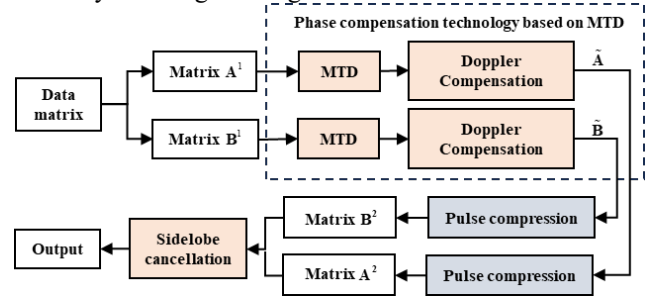 Phase compensation technology based on MTD
Data
matrix
Matrix A¹
MTD
Doppler
Compensation
Ã
Matrix B¹
MTD
Doppler
Compensation
B̃
Output
Sidelobe
cancellation
Matrix B²
Pulse compression
Matrix A²
Pulse compression